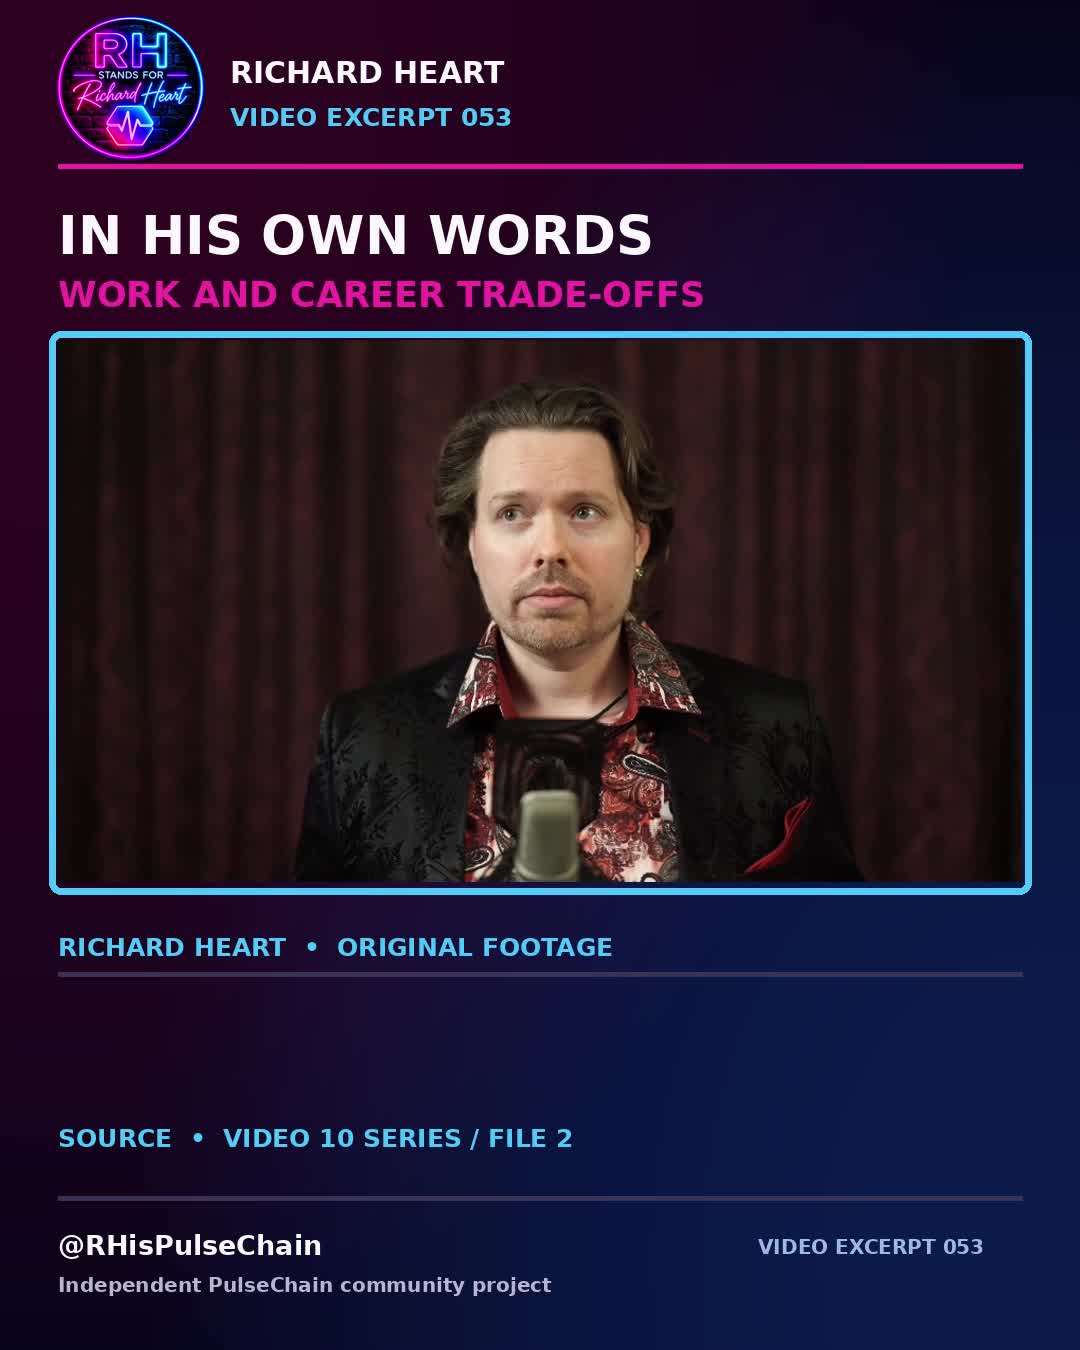 RH
STANDS FOR
Richard Heart
RICHARD HEART
VIDEO EXCERPT 053
IN HIS OWN WORDS
WORK AND CAREER TRADE-OFFS
RICHARD HEART • ORIGINAL FOOTAGE
SOURCE • VIDEO 10 SERIES / FILE 2
@RHisPulseChain
VIDEO EXCERPT 053
Independent PulseChain community project